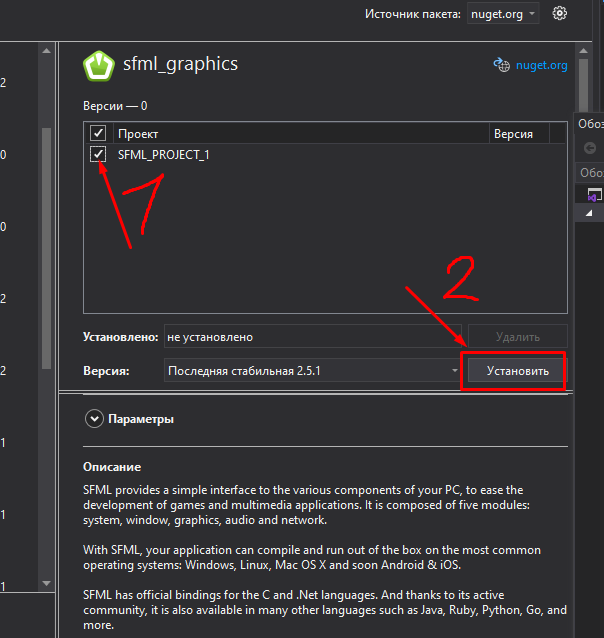 Источник пакета: nuget.org
sfml_graphics
nuget.org
Версии — 0
Проект Версия
SFML_PROJECT_1
1
2
Установлено: не установлено Удалить
Версия: Последняя стабильная 2.5.1 Установить
Параметры
Описание
SFML provides a simple interface to the various components of your PC, to ease the
development of games and multimedia applications. It is composed of five modules:
system, window, graphics, audio and network.
With SFML, your application can compile and run out of the box on the most common
operating systems: Windows, Linux, Mac OS X and soon Android & iOS.
SFML has official bindings for the C and .Net languages. And thanks to its active
community, it is also available in many other languages such as Java, Ruby, Python, Go, and
more.
2
0
0
2
2
1
1
1
Обоз
Обоз